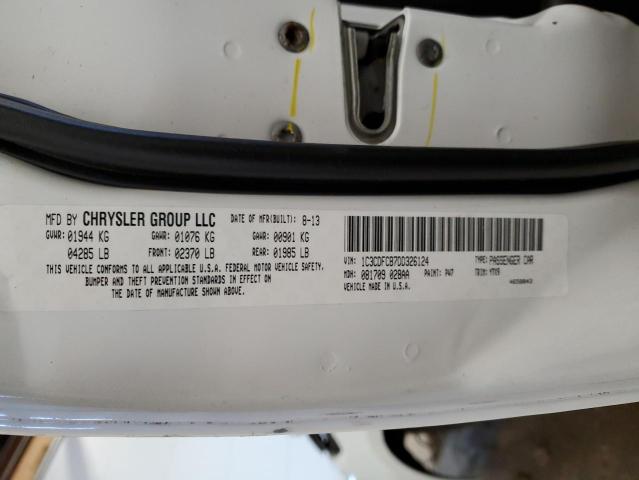 MFD BY CHRYSLER GROUP LLC DATE OF MFR(BUILT): 8-13
GVWR: 01944 KG GAWR: 01076 KG GAWR: 00901 KG
04285 LB FRONT: 02370 LB REAR: 01985 LB
THIS VEHICLE CONFORMS TO ALL APPLICABLE U.S.A. FEDERAL MOTOR VEHICLE SAFETY,
BUMPER AND THEFT PREVENTION STANDARDS IN EFFECT ON
THE DATE OF MANUFACTURE SHOWN ABOVE.
VIN: 1C3CDFCB7DD326124 TYPE: PASSENGER CAR
MDH: 081709 028AA PAINT: PW7 TRIM: YTX9
VEHICLE MADE IN U.S.A.